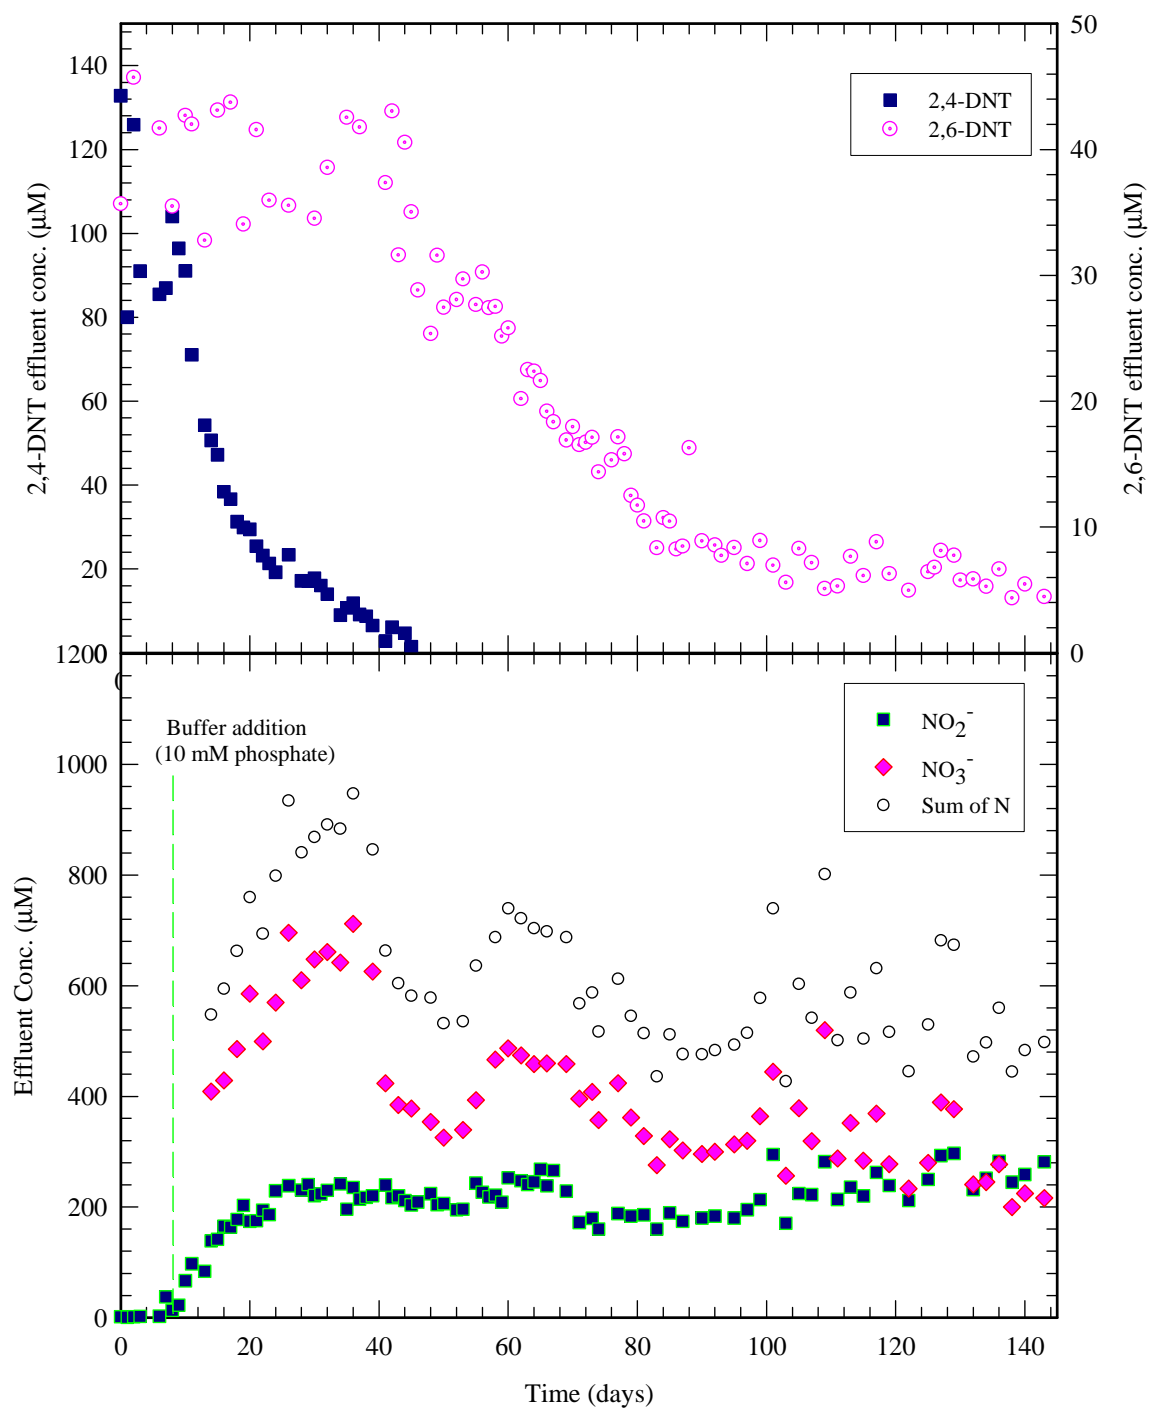 50
140
2,4-DNT
2,6-DNT
120
40
100
30
80
60
20
40
10
20
0
0
1200
2,4-DNT effluent conc. (μM)
2,6-DNT effluent conc. (μM)
NO2-
NO3-
Sum of N
Buffer addition
(10 mM phosphate)
1000
800
600
400
200
0
Effluent Conc. (μM)
0 20 40 60 80 100 120 140
Time (days)